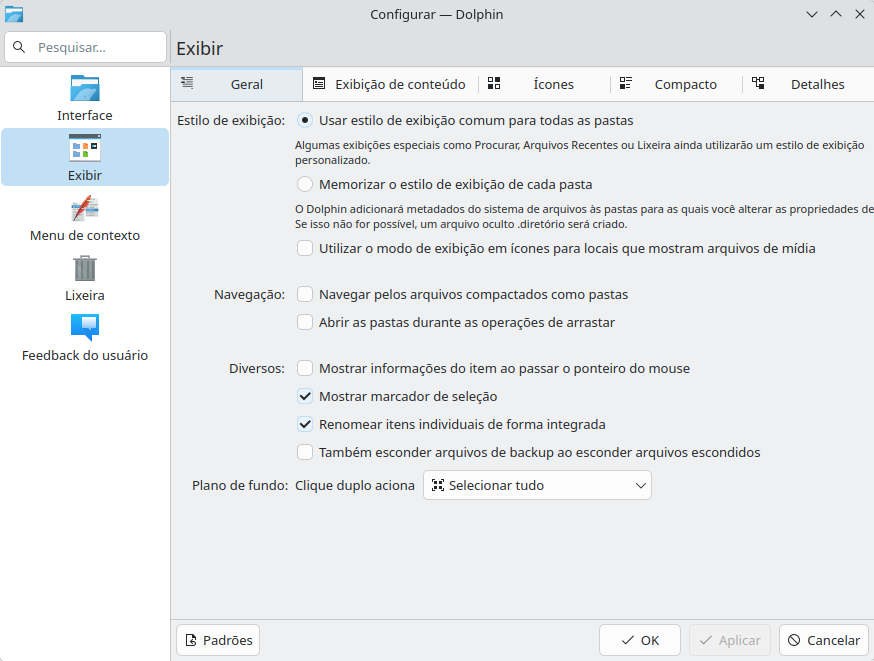 Configurar — Dolphin
Pesquisar...
Exibir
Interface
Exibir
Menu de contexto
Lixeira
Feedback do usuário
Geral
Exibição de conteúdo
Ícones
Compacto
Detalhes
Estilo de exibição: Usar estilo de exibição comum para todas as pastas
Algumas exibições especiais como Procurar, Arquivos Recentes ou Lixeira ainda utilizarão um estilo de exibição
personalizado.
Memorizar o estilo de exibição de cada pasta
O Dolphin adicionará metadados do sistema de arquivos às pastas para as quais você alterar as propriedades de
Se isso não for possível, um arquivo oculto .diretório será criado.
Utilizar o modo de exibição em ícones para locais que mostram arquivos de mídia
Navegação: Navegar pelos arquivos compactados como pastas
Abrir as pastas durante as operações de arrastar
Diversos: Mostrar informações do item ao passar o ponteiro do mouse
Mostrar marcador de seleção
Renomear itens individuais de forma integrada
Também esconder arquivos de backup ao esconder arquivos escondidos
Plano de fundo: Clique duplo aciona Selecionar tudo
Padrões
OK
Aplicar
Cancelar